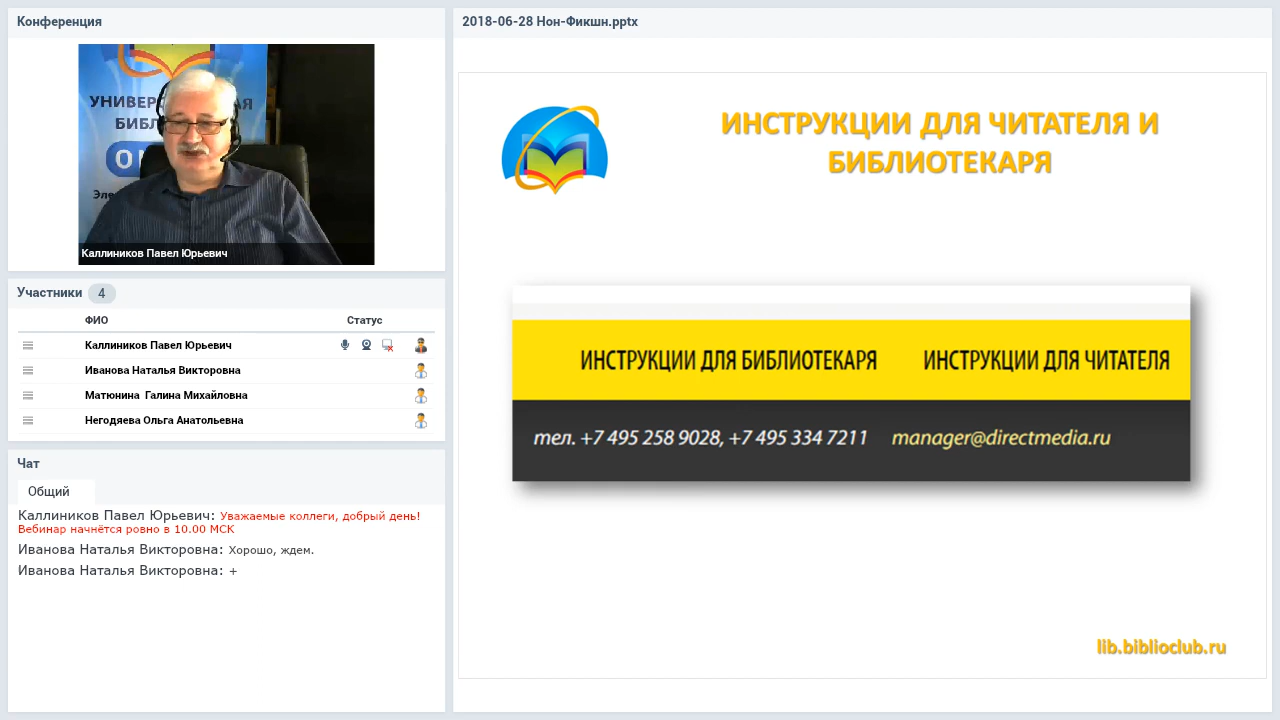 Конференция
УНИВЕР
АЯ
Каллиников Павел Юрьевич
Участники 4
ФИО Статус
Каллиников Павел Юрьевич
Иванова Наталья Викторовна
Матюнина Галина Михайловна
Негодяева Ольга Анатольевна
Чат
Общий
Каллиников Павел Юрьевич: Уважаемые коллеги, добрый день!
Вебинар начнётся ровно в 10.00 МСК
Иванова Наталья Викторовна: Хорошо, ждем.
Иванова Наталья Викторовна: +
2018-06-28 Нон-Фикшн.pptx
ИНСТРУКЦИИ ДЛЯ ЧИТАТЕЛЯ И
БИБЛИОТЕКАРЯ
ИНСТРУКЦИИ ДЛЯ БИБЛИОТЕКАРЯ ИНСТРУКЦИИ ДЛЯ ЧИТАТЕЛЯ
тел. +7 495 258 9028, +7 495 334 7211 manager@directmedia.ru
lib.biblioclub.ru